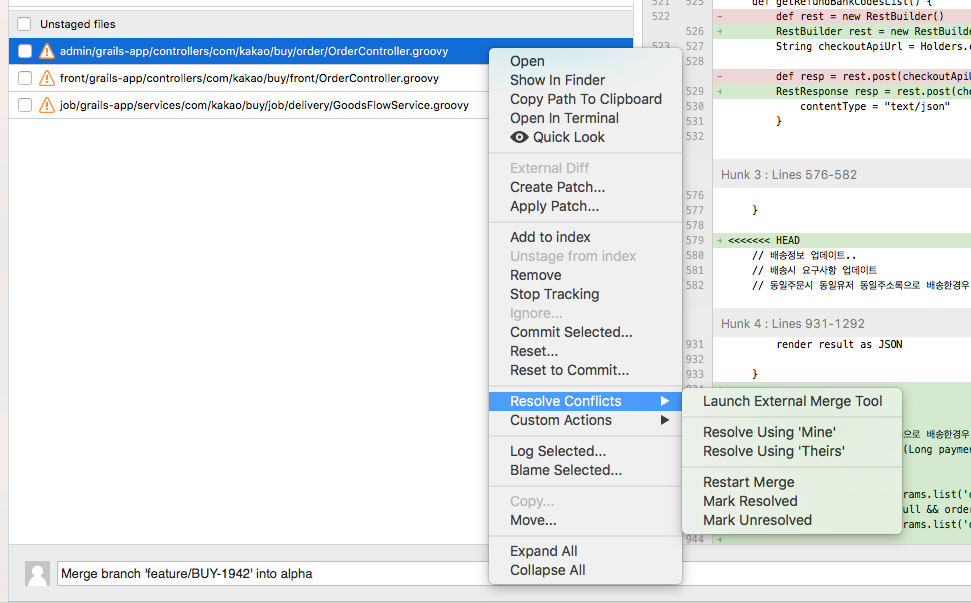 Unstaged files
admin/grails-app/controllers/com/kakao/buy/order/OrderController.groovy
front/grails-app/controllers/com/kakao/buy/front/OrderController.groovy
job/grails-app/services/com/kakao/buy/job/delivery/GoodsFlowService.groovy
Open
Show In Finder
Copy Path To Clipboard
Open In Terminal
Quick Look
External Diff
Create Patch...
Apply Patch...
Add to index
Unstage from index
Remove
Stop Tracking
Ignore...
Commit Selected...
Reset...
Reset to Commit...
Resolve Conflicts
Custom Actions
Log Selected...
Blame Selected...
Copy...
Move...
Expand All
Collapse All
Launch External Merge Tool
Resolve Using 'Mine'
Resolve Using 'Theirs'
Restart Merge
Mark Resolved
Mark Unresolved
521 525 def getRefundBankCodesList() {
522 - def rest = new RestBuilder()
526 + RestBuilder rest = new RestBuilde
523 527 String checkoutApiUrl = Holders.c
528
- def resp = rest.post(checkoutApiU
529 + RestResponse resp = rest.post(che
530 contentType = "text/json"
531 }
532
Hunk 3 : Lines 576-582
576
577 }
578
579 + <<<<<<< HEAD
580 // 배송정보 업데이트..
581 // 배송시 요구사항 업데이트
582 // 동일주문시 동일유저 동일주소록으로 배송한경우
Hunk 4 : Lines 931-1292
931 render result as JSON
932
933 }
으로 배송한경우
(Long paymen
rams.list('o
ull && order
rams.list('o
944 +
Merge branch 'feature/BUY-1942' into alpha